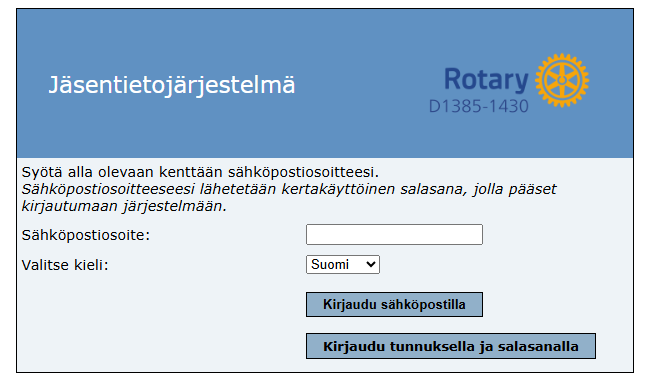 Jäsentietojärjestelmä
Rotary
D1385-1430
Syötä alla olevaan kenttään sähköpostiosoitteesi.
Sähköpostiosoitteeseesi lähetetään kertakäyttöinen salasana, jolla pääset
kirjautumaan järjestelmään.
Sähköpostiosoite:
Valitse kieli:
Suomi
Kirjaudu sähköpostilla
Kirjaudu tunnuksella ja salasanalla